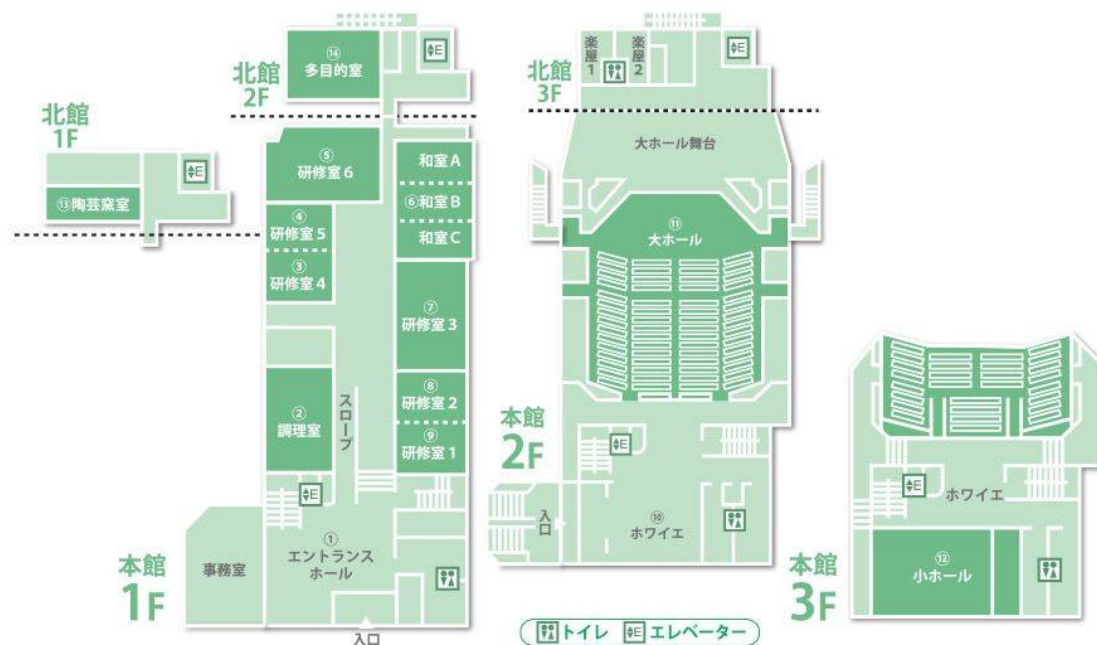 北館
1F
E
⑬陶芸窯室
北館
2F
⑭
多目的室
E
⑤
研修室6
和室A
⑥和室B
和室C
④
研修室5
③
研修室4
⑦
研修室3
②
調理室
スロープ
⑧
研修室2
⑨
研修室1
E
①
エントランス
ホール
事務室
本館
1F
入口
北館
3F
楽屋1
楽屋2
E
大ホール舞台
⑪
大ホール
本館
2F
E
入口
⑩
ホワイエ
E
ホワイエ
⑫
小ホール
本館
3F
トイレ
E エレベーター